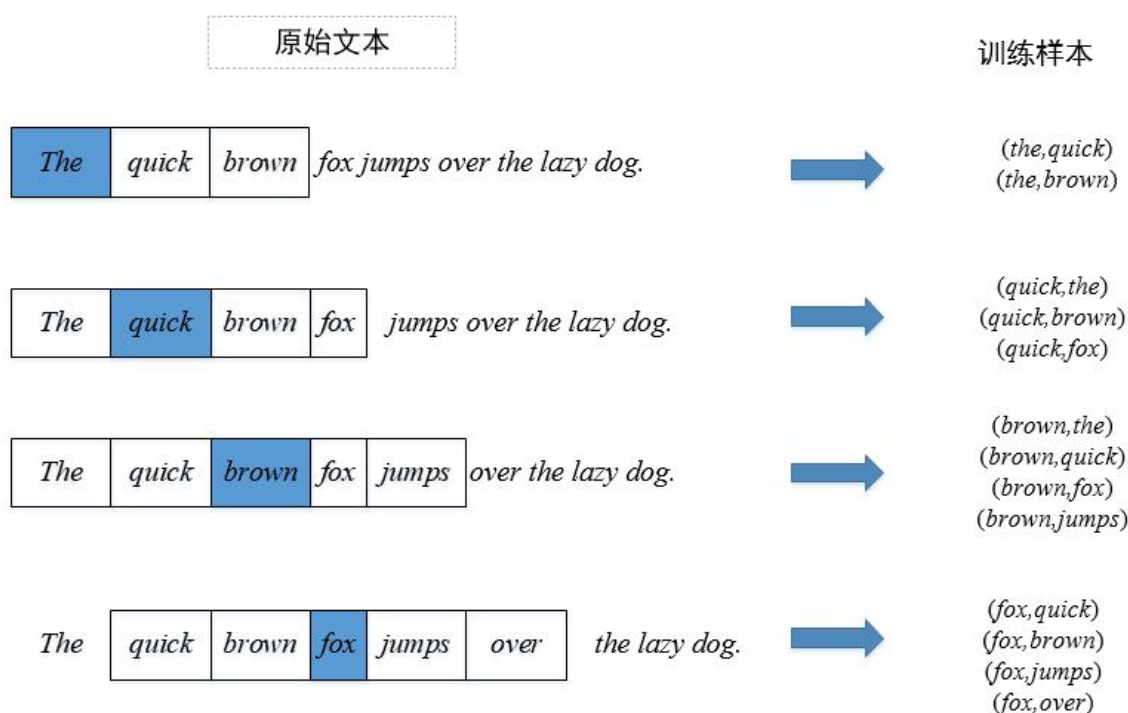 原始文本
训练样本
The quick brown fox jumps over the lazy dog.
(the,quick)
(the,brown)
The quick brown fox jumps over the lazy dog.
(quick,the)
(quick,brown)
(quick,fox)
The quick brown fox jumps over the lazy dog.
(brown,the)
(brown,quick)
(brown,fox)
(brown,jumps)
The quick brown fox jumps over the lazy dog.
(fox,quick)
(fox,brown)
(fox,jumps)
(fox,over)